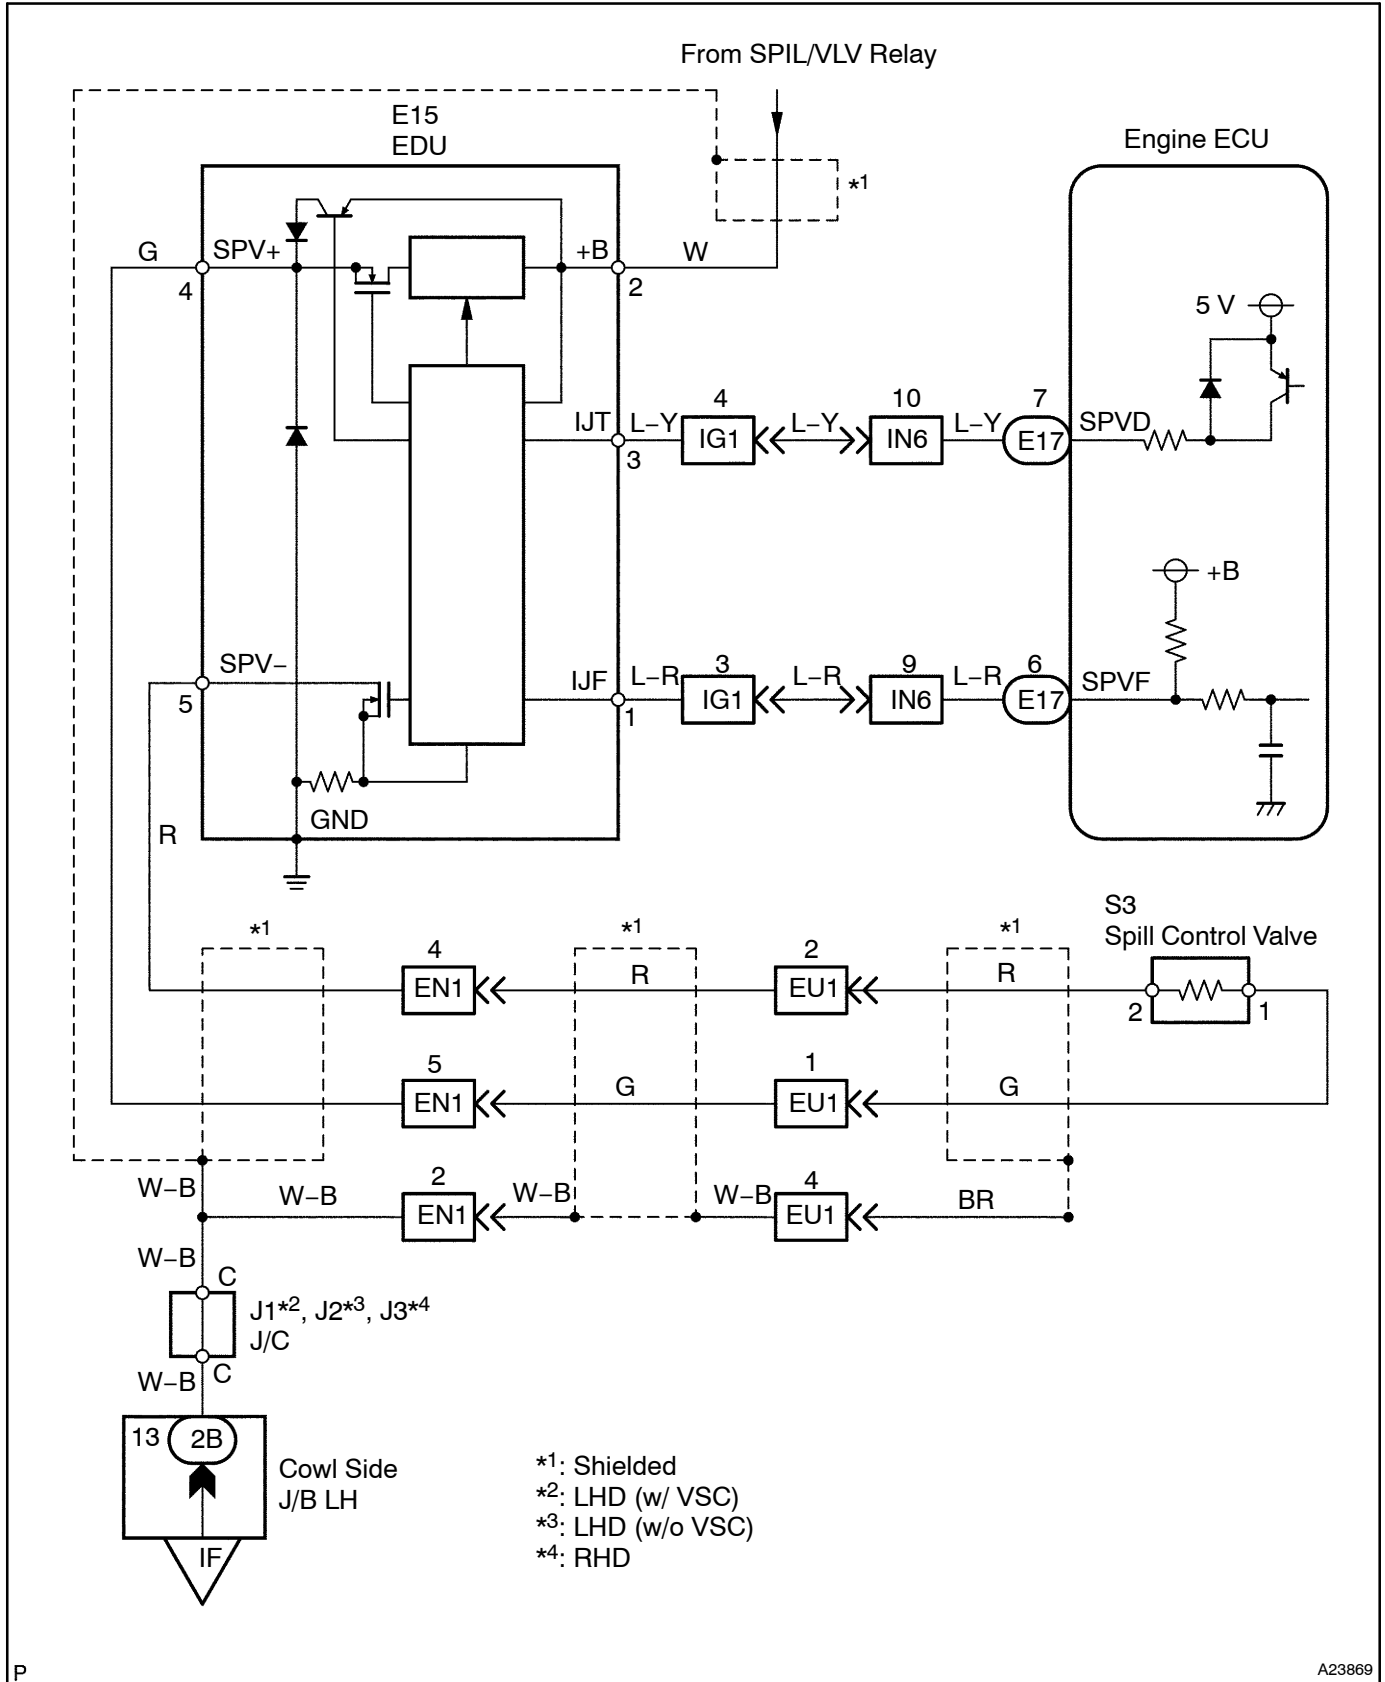 From SPIL/VLV Relay
E15
EDU
Engine ECU
*1
G
SPV+
+B
W
4
2
5 V
4
10
7
IJT
L-Y
IG1
L-Y
IN6
L-Y
E17
SPVD
3
+B
SPV-
3
9
6
IJF
L-R
IG1
L-R
IN6
L-R
E17
SPVF
5
1
GND
R
S3
Spill Control Valve
*1
*1
*1
4
R
2
R
EN1
EU1
2
1
5
G
1
G
EN1
EU1
W-B
W-B
2
W-B
W-B
4
BR
EN1
EU1
W-B
C
J1*2, J2*3, J3*4
J/C
W-B
C
13
2B
Cowl Side
J/B LH
IF
*1: Shielded
*2: LHD (w/ VSC)
*3: LHD (w/o VSC)
*4: RHD
P
A23869